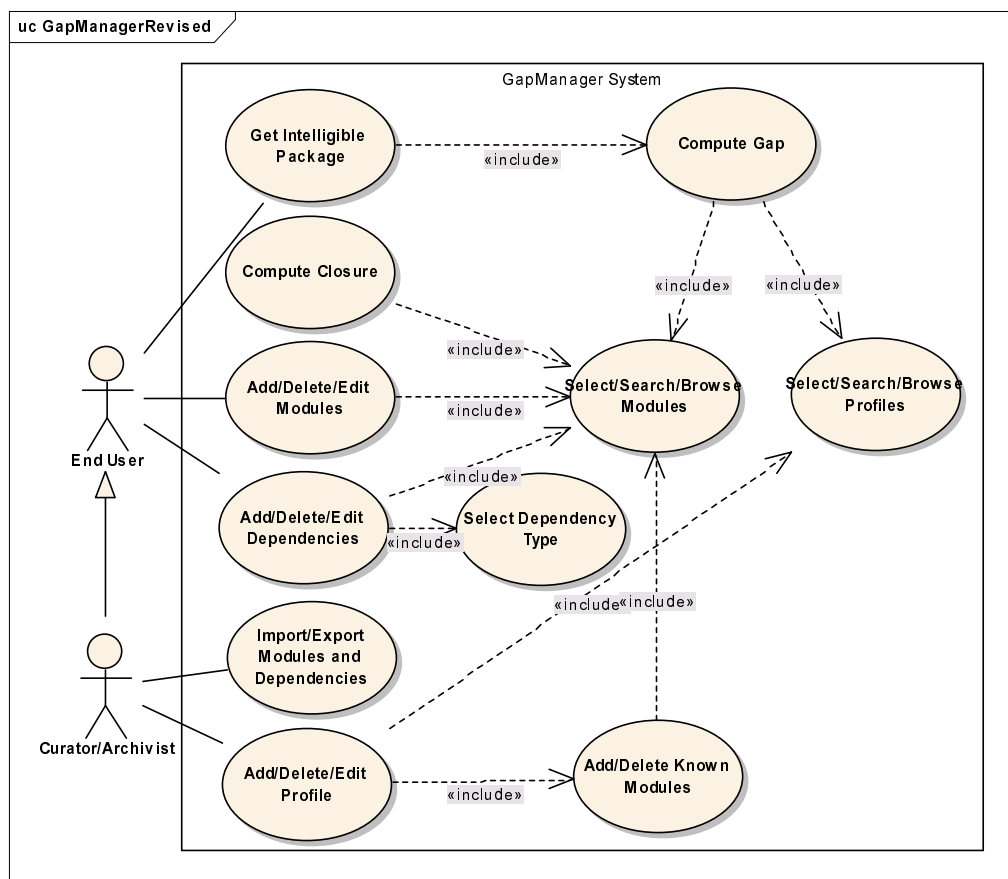 uc GapManagerRevised
GapManager System
Get Intelligible
Package
Compute Gap
«include»
Compute Closure
«include»
«include»
«include»
Add/Delete/Edit
Modules
«include»
Select/Search/Browse
Modules
Select/Search/Browse
Profiles
End User
«include»
Add/Delete/Edit
Dependencies
«include»
Select Dependency
Type
Import/Export
Modules and
Dependencies
«include
«include»
Curator/Archivist
Add/Delete/Edit
Profile
«include»
Add/Delete Known
Modules